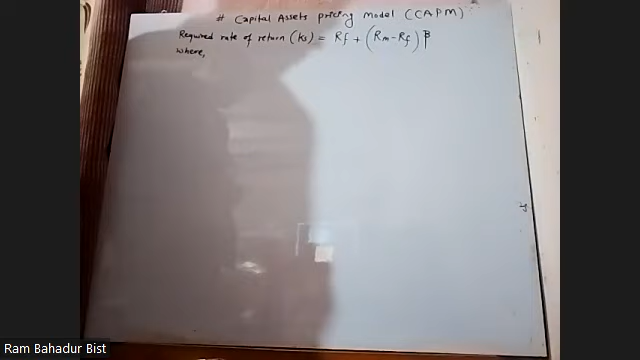 # Capital Assets pricing Model (CAPM)
Required rate of return (ks) = Rf + (Rm-Rf) β
where,
Ram Bahadur Bist